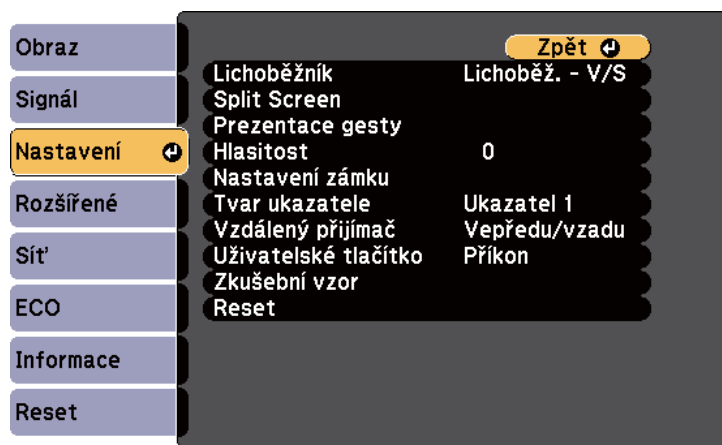 Obraz
Signál
Nastavení
Rozšířené
Síť
ECO
Informace
Reset
Zpět
Lichoběžník Lichoběž. - V/S
Split Screen
Prezentace gesty
Hlasitost 0
Nastavení zámku
Tvar ukazatele Ukazatel 1
Vzdálený přijímač Vepředu/vzadu
Uživatelské tlačítko Příkon
Zkušební vzor
Reset